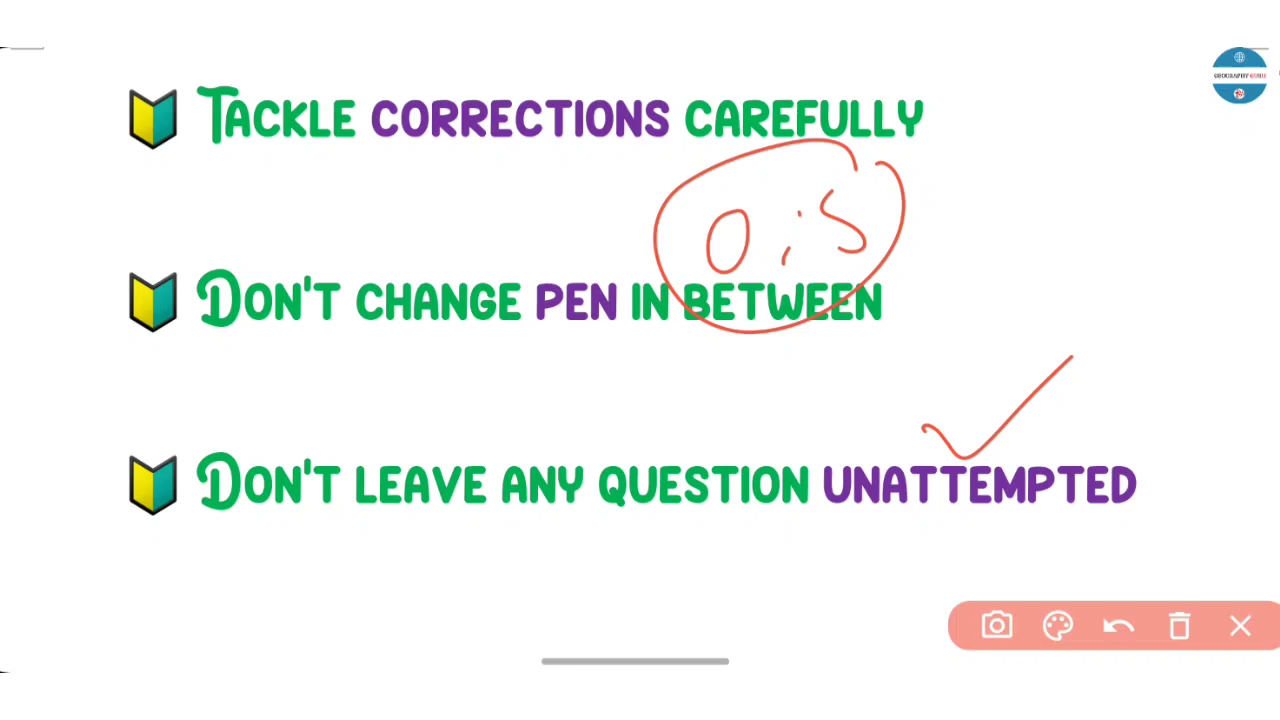 TACKLE CORRECTIONS CAREFULLY
0;5
DON'T CHANGE PEN IN BETWEEN
DON'T LEAVE ANY QUESTION UNATTEMPTED